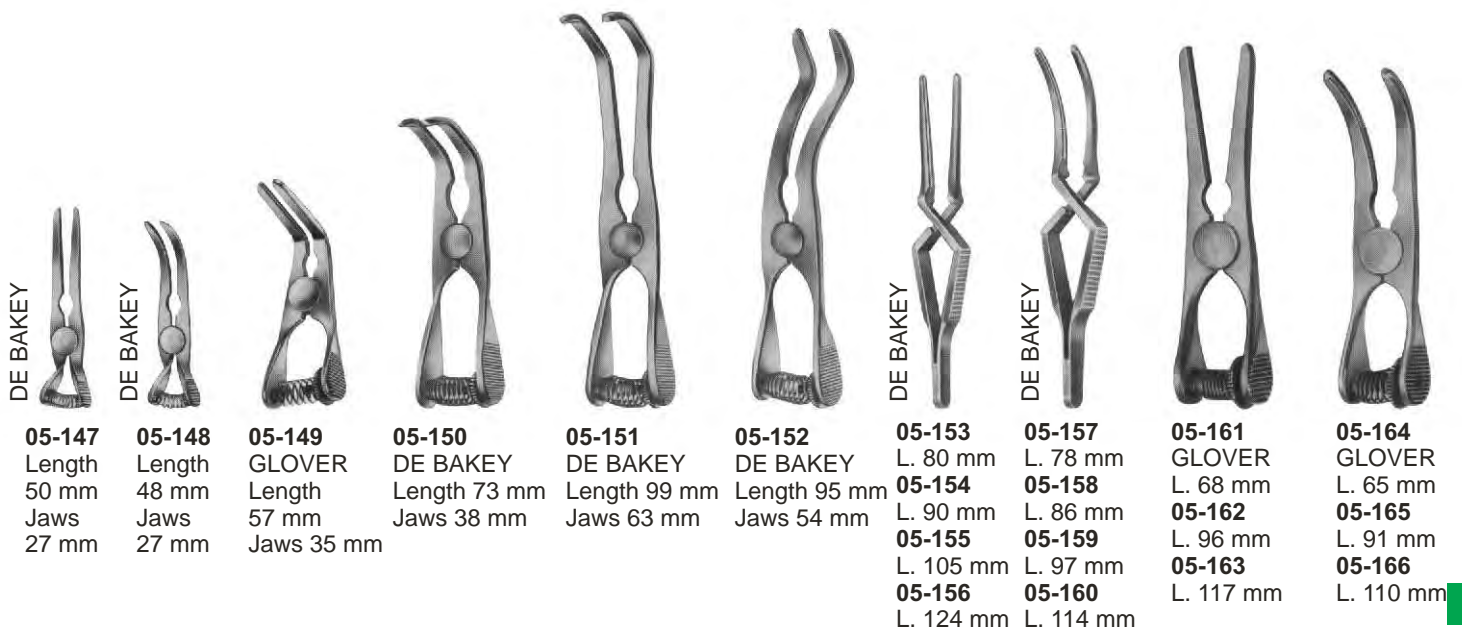 DE BAKEY
05-147
Length
50 mm
Jaws
27 mm
DE BAKEY
05-148
Length
48 mm
Jaws
27 mm
05-149
GLOVER
Length
57 mm
Jaws 35 mm
05-150
DE BAKEY
Length 73 mm
Jaws 38 mm
05-151
DE BAKEY
Length 99 mm
Jaws 63 mm
05-152
DE BAKEY
Length 95 mm
Jaws 54 mm
DE BAKEY
05-153
L. 80 mm
05-154
L. 90 mm
05-155
L. 105 mm
05-156
L. 124 mm
DE BAKEY
05-157
L. 78 mm
05-158
L. 86 mm
05-159
L. 97 mm
05-160
L. 114 mm
05-161
GLOVER
L. 68 mm
05-162
L. 96 mm
05-163
L. 117 mm
05-164
GLOVER
L. 65 mm
05-165
L. 91 mm
05-166
L. 110 mm